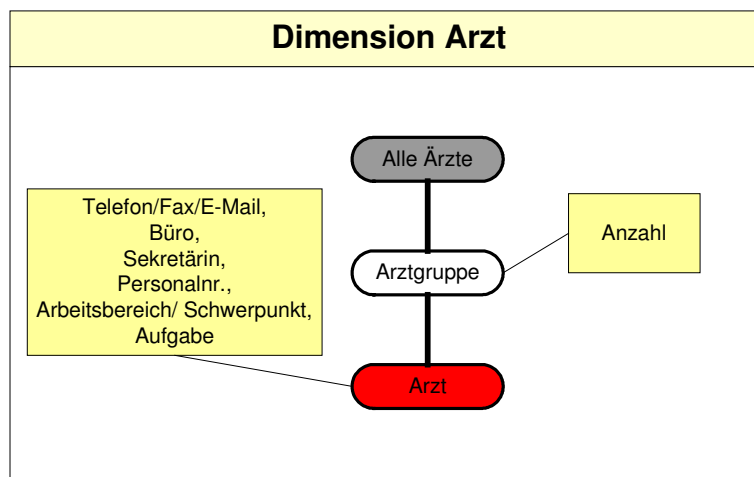 Dimension Arzt
Alle Ärzte
Telefon/Fax/E-Mail,
Büro,
Sekretärin,
Personalnr.,
Arbeitsbereich/ Schwerpunkt,
Aufgabe
Anzahl
Arztgruppe
Arzt